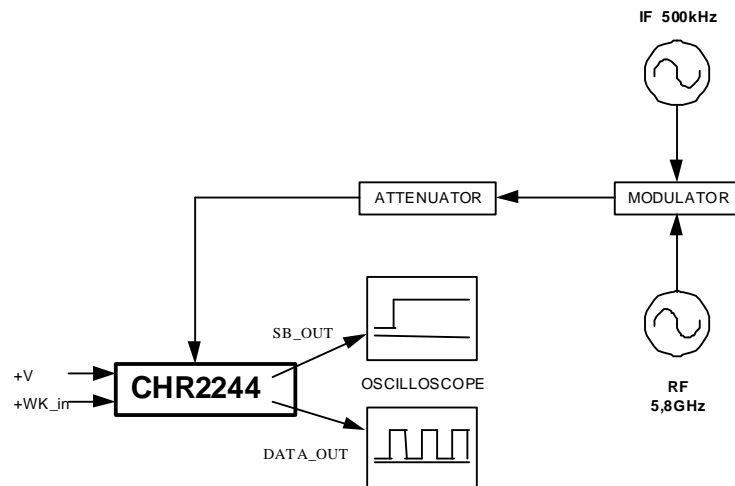 IF 500kHz
ATTENUATOR
MODULATOR
SB_OUT
+V
CHR2244
OSCILLOSCOPE
RF
+WK_in
5,8GHz
DATA_OUT